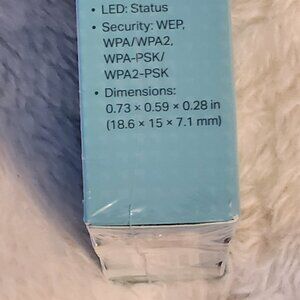 • LED: Status
• Security: WEP,
WPA/WPA2,
WPA-PSK/
WPA2-PSK
• Dimensions:
0.73 × 0.59 × 0.28 in
(18.6 × 15 × 7.1 mm)